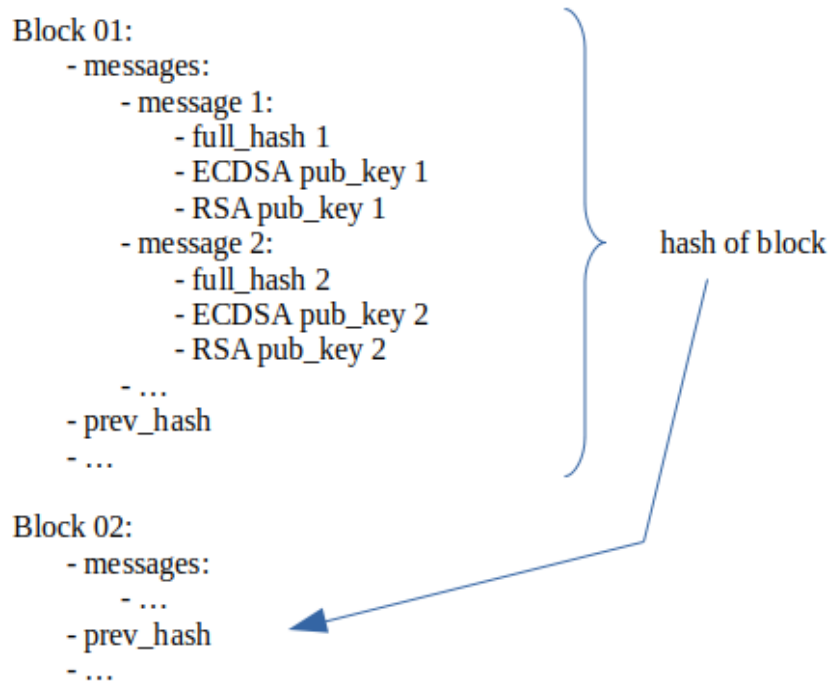 Block 01:
- messages:
- message 1:
- full_hash 1
- ECDSA pub_key 1
- RSA pub_key 1
- message 2:
- full_hash 2
- ECDSA pub_key 2
- RSA pub_key 2
- …
- prev_hash
- …
hash of block
Block 02:
- messages:
- …
- prev_hash
- …